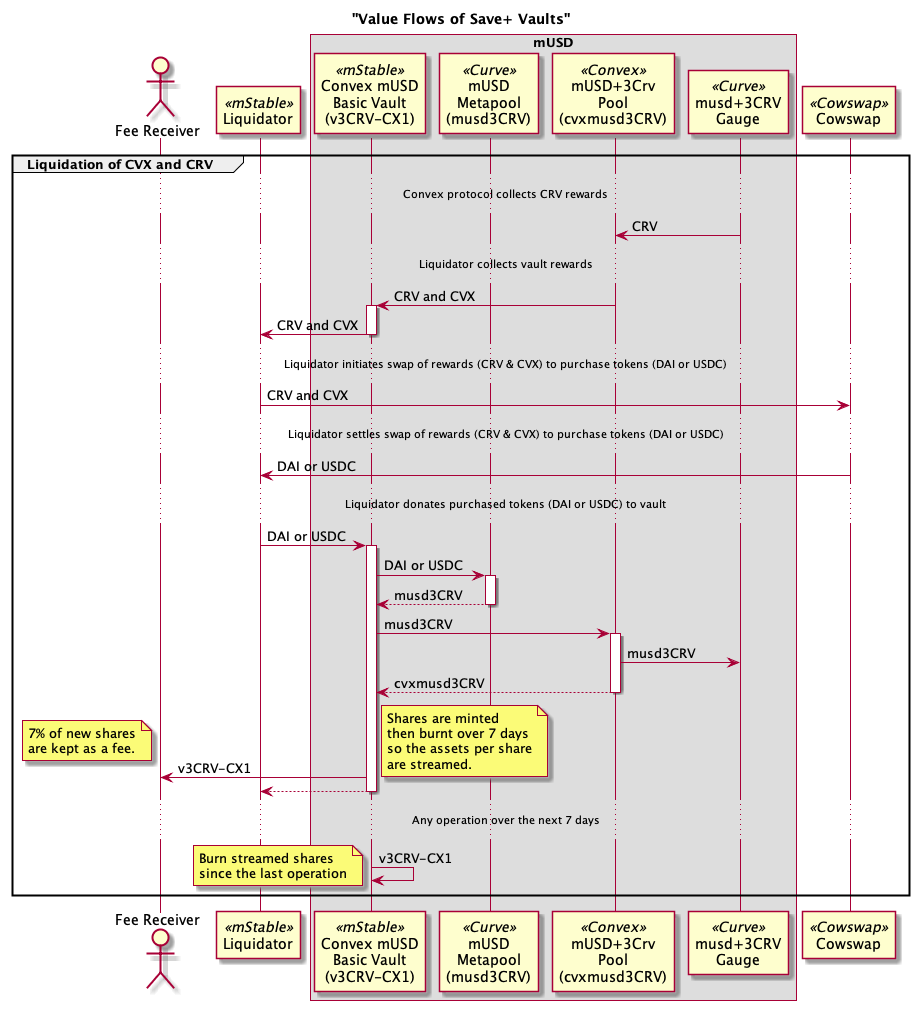 "Value Flows of Save+ Vaults"
mUSD
Fee Receiver
«mStable»
Liquidator
«mStable»
Convex mUSD
Basic Vault
(v3CRV-CX1)
«Curve»
mUSD
Metapool
(musd3CRV)
«Convex»
mUSD+3Crv
Pool
(cvxmusd3CRV)
«Curve»
musd+3CRV
Gauge
«Cowswap»
Cowswap
Liquidation of CVX and CRV
Convex protocol collects CRV rewards
CRV
Liquidator collects vault rewards
CRV and CVX
CRV and CVX
Liquidator initiates swap of rewards (CRV & CVX) to purchase tokens (DAI or USDC)
CRV and CVX
Liquidator settles swap of rewards (CRV & CVX) to purchase tokens (DAI or USDC)
DAI or USDC
Liquidator donates purchased tokens (DAI or USDC) to vault
DAI or USDC
DAI or USDC
musd3CRV
musd3CRV
musd3CRV
cvxmusd3CRV
Shares are minted
then burnt over 7 days
so the assets per share
are streamed.
7% of new shares
are kept as a fee.
v3CRV-CX1
Any operation over the next 7 days
Burn streamed shares
since the last operation
v3CRV-CX1
Fee Receiver
«mStable»
Liquidator
«mStable»
Convex mUSD
Basic Vault
(v3CRV-CX1)
«Curve»
mUSD
Metapool
(musd3CRV)
«Convex»
mUSD+3Crv
Pool
(cvxmusd3CRV)
«Curve»
musd+3CRV
Gauge
«Cowswap»
Cowswap